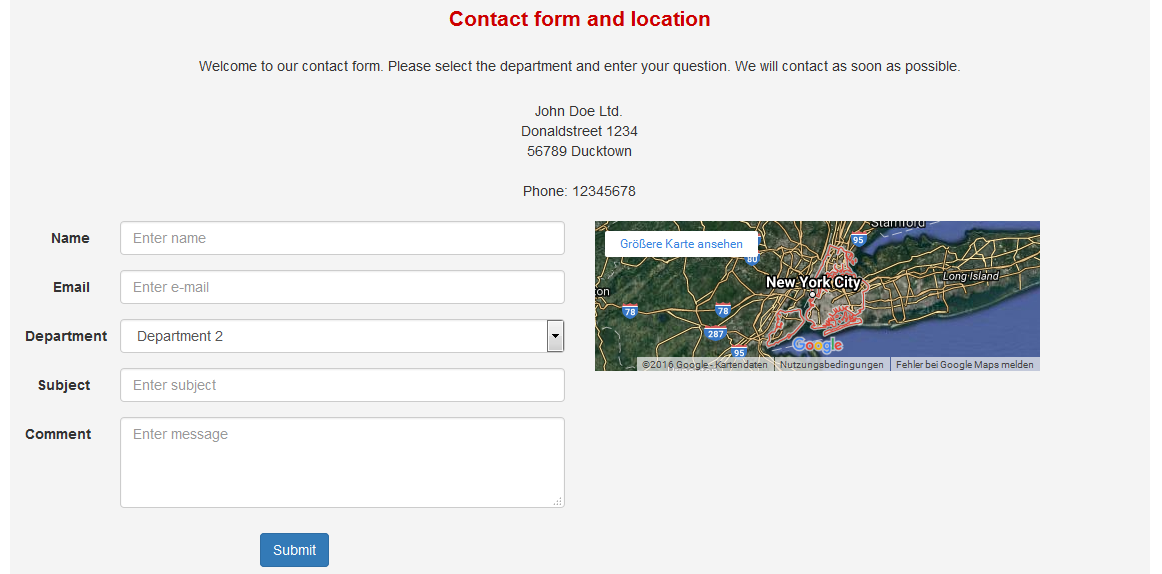 Contact form and location
Welcome to our contact form. Please select the department and enter your question. We will contact as soon as possible.
John Doe Ltd.
Donaldstreet 1234
56789 Ducktown
Phone: 12345678
Name
Enter name
Email
Enter e-mail
Department
Department 2
Subject
Enter subject
Comment
Enter message
Submit
Größere Karte ansehen
Stamford
95
80
New York City
Long Island
78
78
287
95
Google
©2016 Google - Kartendaten
Nutzungsbedingungen
Fehler bei Google Maps melden